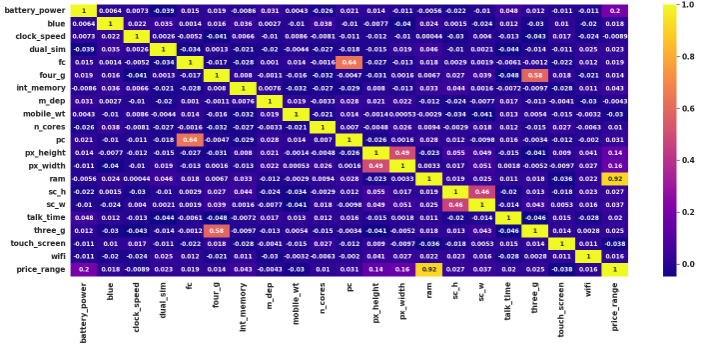 battery_power 1 0.0064 0.0073 -0.039 0.015 0.019 -0.0086 0.031 0.0043 -0.026 0.021 0.014 -0.011 -0.0056 -0.022 -0.01 0.048 0.012 -0.011 -0.011 0.2
blue 0.0064 1 0.022 0.035 0.0014 0.016 0.036 0.0027 -0.01 0.038 -0.01 -0.0077 -0.04 0.024 0.0015 -0.024 0.012 -0.03 0.01 -0.02 0.018
clock_speed 0.0073 0.022 1 0.0026 -0.0052 -0.041 0.0066 -0.01 0.0086 -0.0081 -0.011 -0.012 -0.01 0.00044 -0.03 0.004 -0.013 -0.043 0.017 -0.024 -0.0089
dual_sim -0.039 0.035 0.0026 1 -0.034 0.0013 -0.021 -0.02 -0.0044 -0.027 -0.018 -0.015 0.019 0.046 -0.01 0.0021 -0.044 -0.014 -0.011 0.025 0.023
fc 0.015 0.0014 -0.0052 -0.034 1 -0.017 -0.028 0.001 0.014 -0.0016 0.64 -0.013 -0.018 0.0029 0.0019 -0.0061 -0.0012 -0.022 0.019 0.014
four_g 0.019 0.016 -0.041 0.0013 -0.017 1 0.008 -0.0011 -0.016 -0.032 -0.0047 -0.031 0.0016 0.0067 0.027 0.039 -0.048 0.58 0.018 -0.021 0.014
int_memory -0.0086 0.036 0.0066 -0.021 -0.028 0.008 1 0.0076 -0.032 -0.027 -0.029 0.008 -0.013 0.033 0.044 0.0016 -0.0072 -0.0097 -0.028 0.011 0.043
m_dep 0.031 0.0027 -0.01 -0.02 0.001 -0.0011 0.0076 1 0.019 -0.0033 0.028 0.021 0.022 -0.012 -0.024 -0.0077 0.017 -0.013 -0.0041 -0.03 -0.0043
mobile_wt 0.0043 -0.01 0.0086 -0.0044 0.014 -0.016 -0.032 0.019 1 -0.021 0.014 -0.0014 0.00053 -0.0029 -0.034 -0.041 0.013 0.0054 -0.015 -0.0032 -0.03
n_cores -0.026 0.038 -0.0081 -0.027 -0.0016 -0.032 -0.027 -0.0033 -0.021 1 0.007 -0.0048 0.026 0.0094 -0.0029 0.018 0.012 -0.015 0.027 -0.0063 0.01
pc 0.021 -0.01 -0.011 -0.018 0.64 -0.0047 -0.029 0.028 0.014 0.007 1 -0.026 0.0016 0.028 0.012 -0.0098 0.016 -0.0034 -0.012 -0.002 0.031
px_height 0.014 -0.0077 -0.012 -0.015 -0.027 -0.031 0.008 0.021 -0.0014 -0.0048 -0.026 1 0.49 -0.023 0.055 0.049 -0.015 -0.041 0.009 0.041 0.14
px_width -0.011 -0.04 -0.01 0.019 -0.013 0.0016 -0.013 0.022 0.00053 0.026 0.0016 0.49 1 0.0033 0.017 0.051 0.0018 -0.0052 -0.0097 0.027 0.16
ram -0.0056 0.024 0.00044 0.046 0.018 0.0067 0.033 -0.012 -0.0029 0.0094 0.028 -0.023 0.0033 1 0.019 0.025 0.011 0.018 -0.036 0.022 0.92
sc_h -0.022 0.0015 -0.03 -0.01 0.0029 0.027 0.044 -0.024 -0.034 -0.0029 0.012 0.055 0.017 0.019 1 0.46 -0.02 0.013 -0.018 0.023 0.027
sc_w -0.01 -0.024 0.004 0.0021 0.0019 0.039 0.0016 -0.0077 -0.041 0.018 -0.0098 0.049 0.051 0.025 0.46 1 -0.014 0.043 0.0053 0.016 0.037
talk_time 0.048 0.012 -0.013 -0.044 -0.0061 -0.048 -0.0072 0.017 0.013 0.012 0.016 -0.015 0.0018 0.011 -0.02 -0.014 1 -0.046 0.015 -0.028 0.02
three_g 0.012 -0.03 -0.043 -0.014 -0.0012 0.58 -0.0097 -0.013 0.0054 -0.015 -0.0034 -0.041 -0.0052 0.018 0.013 0.043 -0.046 1 0.014 0.0028 0.025
touch_screen -0.011 0.01 0.017 -0.011 -0.022 0.018 -0.028 -0.0041 -0.015 0.027 -0.012 0.009 -0.0097 -0.036 -0.018 0.0053 0.015 0.014 1 0.011 -0.038
wifi -0.011 -0.02 -0.024 0.025 0.012 -0.021 0.011 -0.03 -0.0032 -0.0063 -0.002 0.041 0.027 0.022 0.023 0.016 -0.028 0.0028 0.011 1 0.016
price_range 0.2 0.018 -0.0089 0.023 0.019 0.014 0.043 -0.0043 -0.03 0.01 0.031 0.14 0.16 0.92 0.027 0.037 0.02 0.025 -0.038 0.016 1
battery_power blue clock_speed dual_sim fc four_g int_memory m_dep mobile_wt n_cores pc px_height px_width ram sc_h sc_w talk_time three_g touch_screen wifi price_range
1.0
0.8
0.6
0.4
0.2
0.0